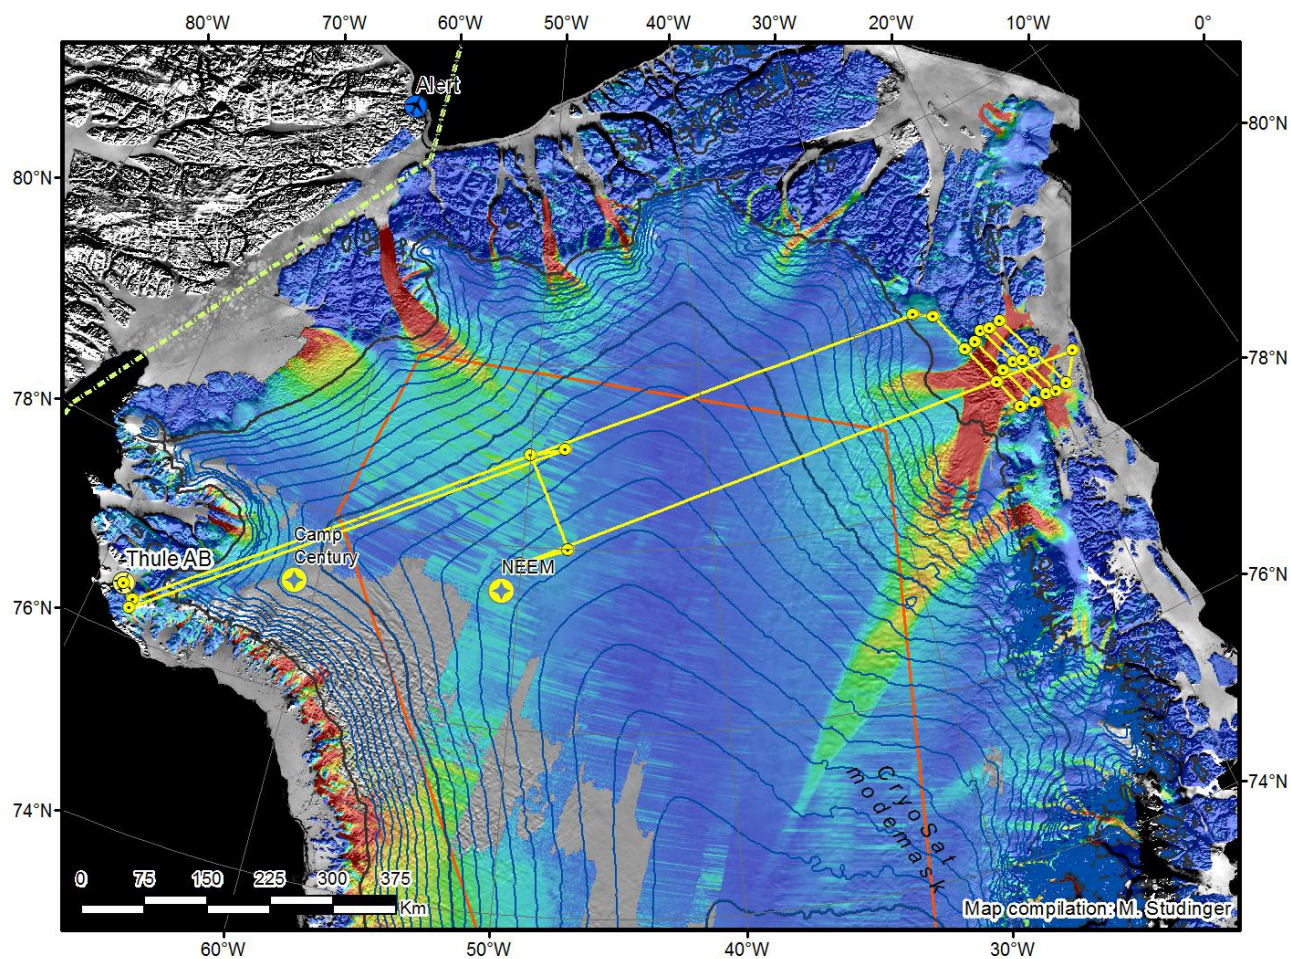 80°W 70°W 60°W 50°W 40°W 30°W 20°W 10°W 0°
Alert
80°N
80°N
78°N
78°N
Camp
Century
Thule AB
NEEM
76°N
76°N
CryoSat
modemask
74°N
74°N
0 75 150 225 300 375
Km
Map compilation: M. Studinger
60°W 50°W 40°W 30°W